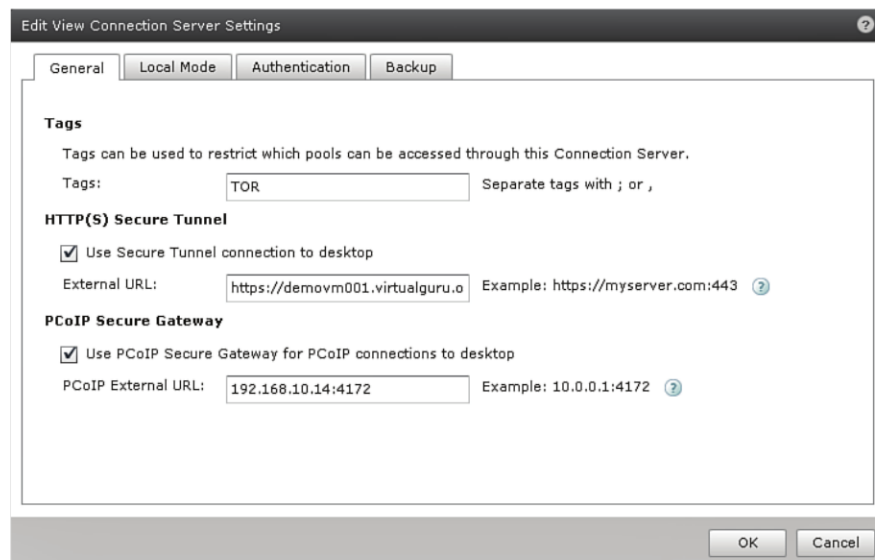 Edit View Connection Server Settings
General Local Mode Authentication Backup
Tags
Tags can be used to restrict which pools can be accessed through this Connection Server.
Tags: TOR Separate tags with ; or ,
HTTP(S) Secure Tunnel
Use Secure Tunnel connection to desktop
External URL: https://demovm001.virtualguru.o Example: https://myserver.com:443 ?
PCoIP Secure Gateway
Use PCoIP Secure Gateway for PCoIP connections to desktop
PCoIP External URL: 192.168.10.14:4172 Example: 10.0.0.1:4172 ?
OK Cancel